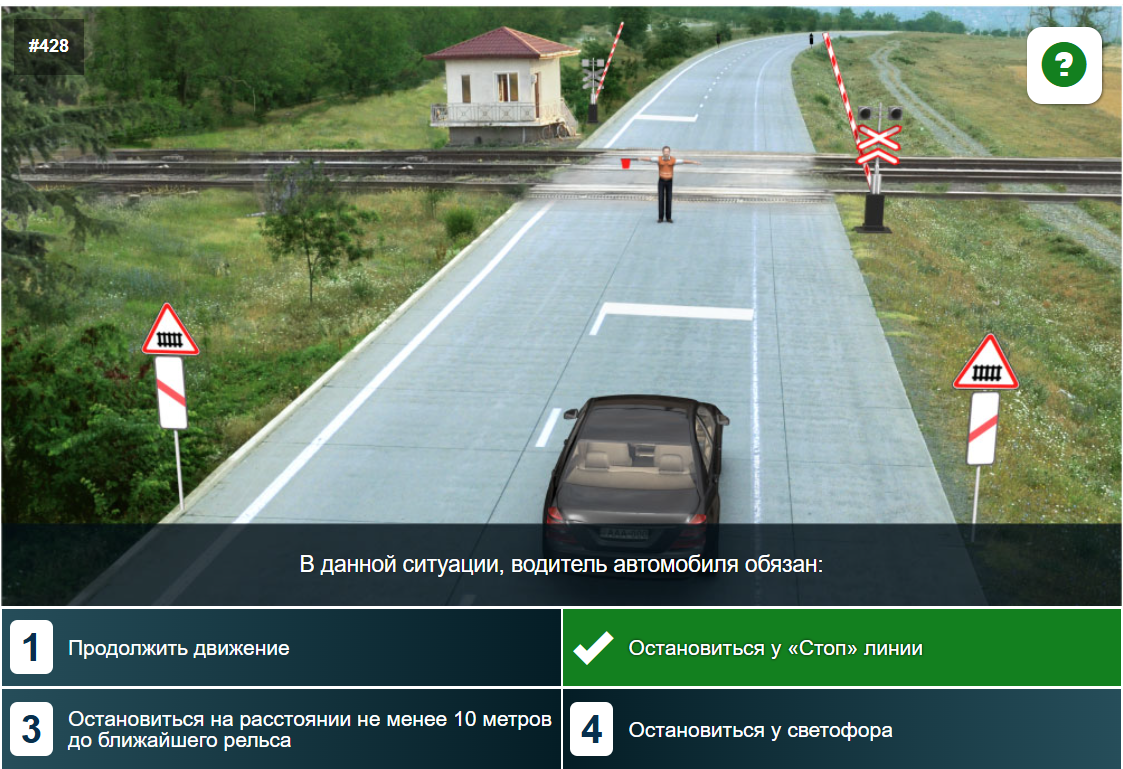 #428
?
В данной ситуации, водитель автомобиля обязан:
1 Продолжить движение
Остановиться у «Стоп» линии
3 Остановиться на расстоянии не менее 10 метров
до ближайшего рельса
4 Остановиться у светофора